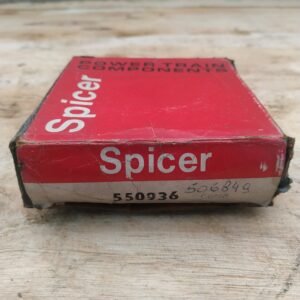 POWER TRAIN
COMPONENTS
Spicer
Spicer
550936
506849